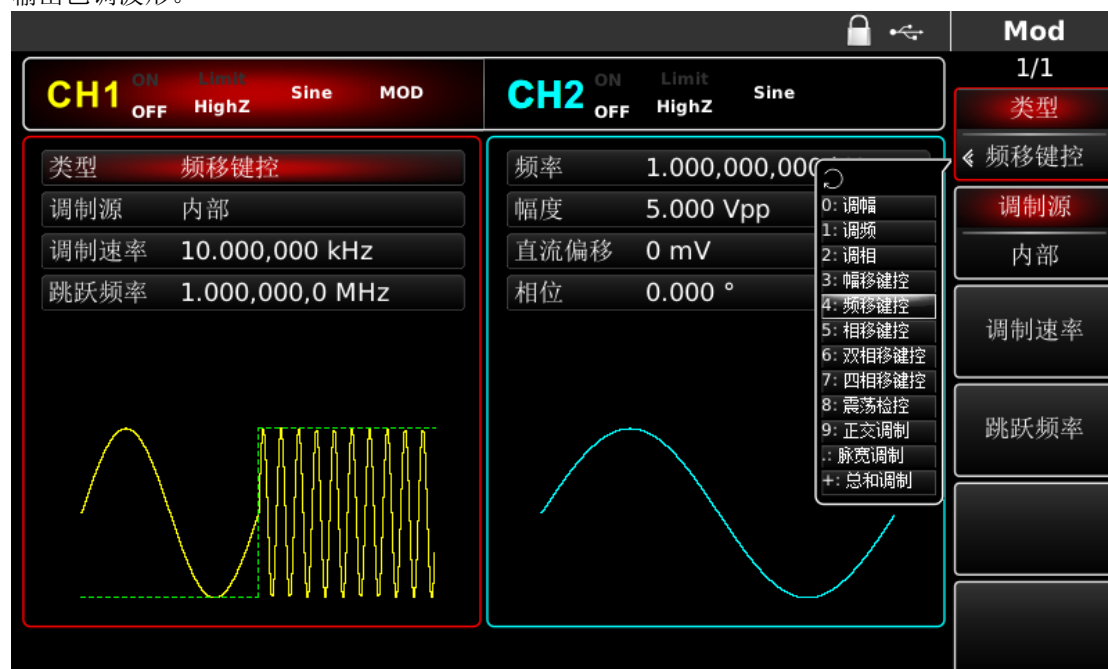 输出已调波形。
Mod
1/1
CH1 ON OFF Limit HighZ Sine MOD
CH2 ON OFF Limit HighZ Sine
类型 频移键控
调制源 内部
调制速率 10.000,000 kHz
跳跃频率 1.000,000,0 MHz
频率 1.000,000,000
幅度 5.000 Vpp
直流偏移 0 mV
相位 0.000 °
0: 调幅
1: 调频
2: 调相
3: 幅移键控
4: 频移键控
5: 相移键控
6: 双相移键控
7: 四相移键控
8: 震荡检控
9: 正交调制
.: 脉宽调制
+: 总和调制
类型
频移键控
调制源
内部
调制速率
跳跃频率